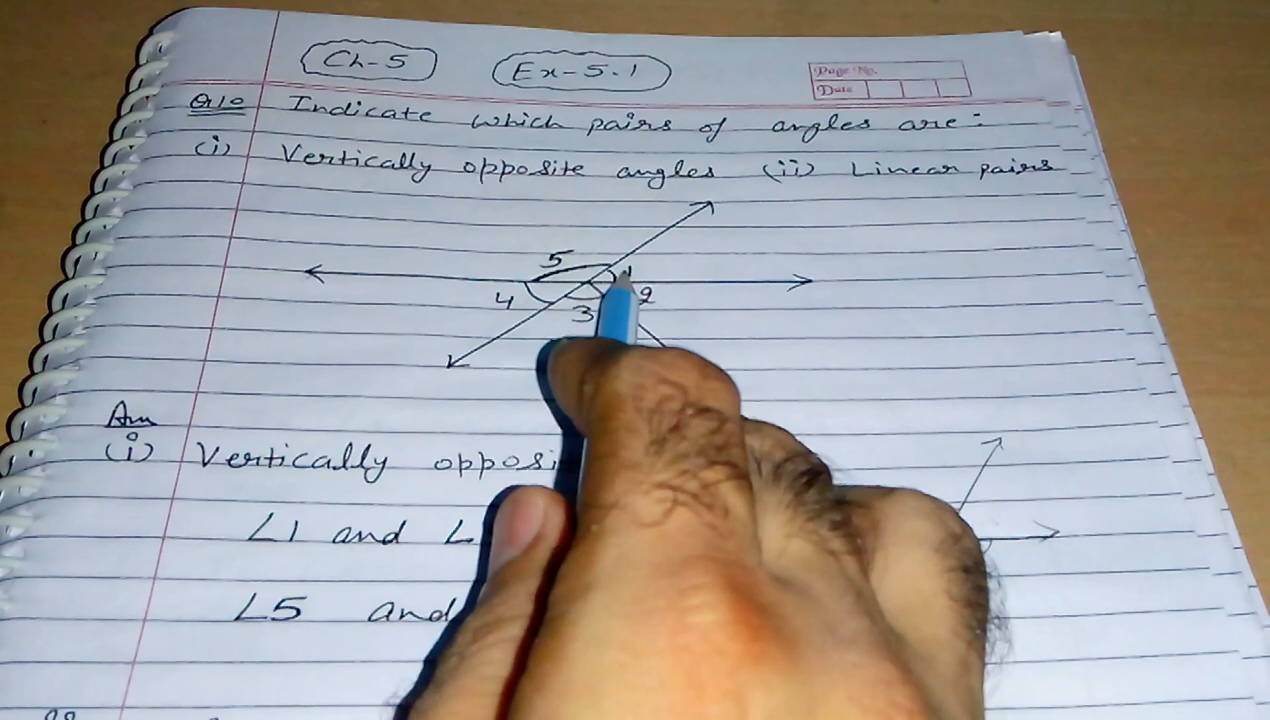 Ch-5 Ex-5.1
Page No.
Date
Q10 Indicate which pairs of angles are:
(i) Vertically opposite angles (ii) Linear pairs
5
1
4
2
3
Ans
(i) Vertically opposi
∠1 and ∠
∠5 and